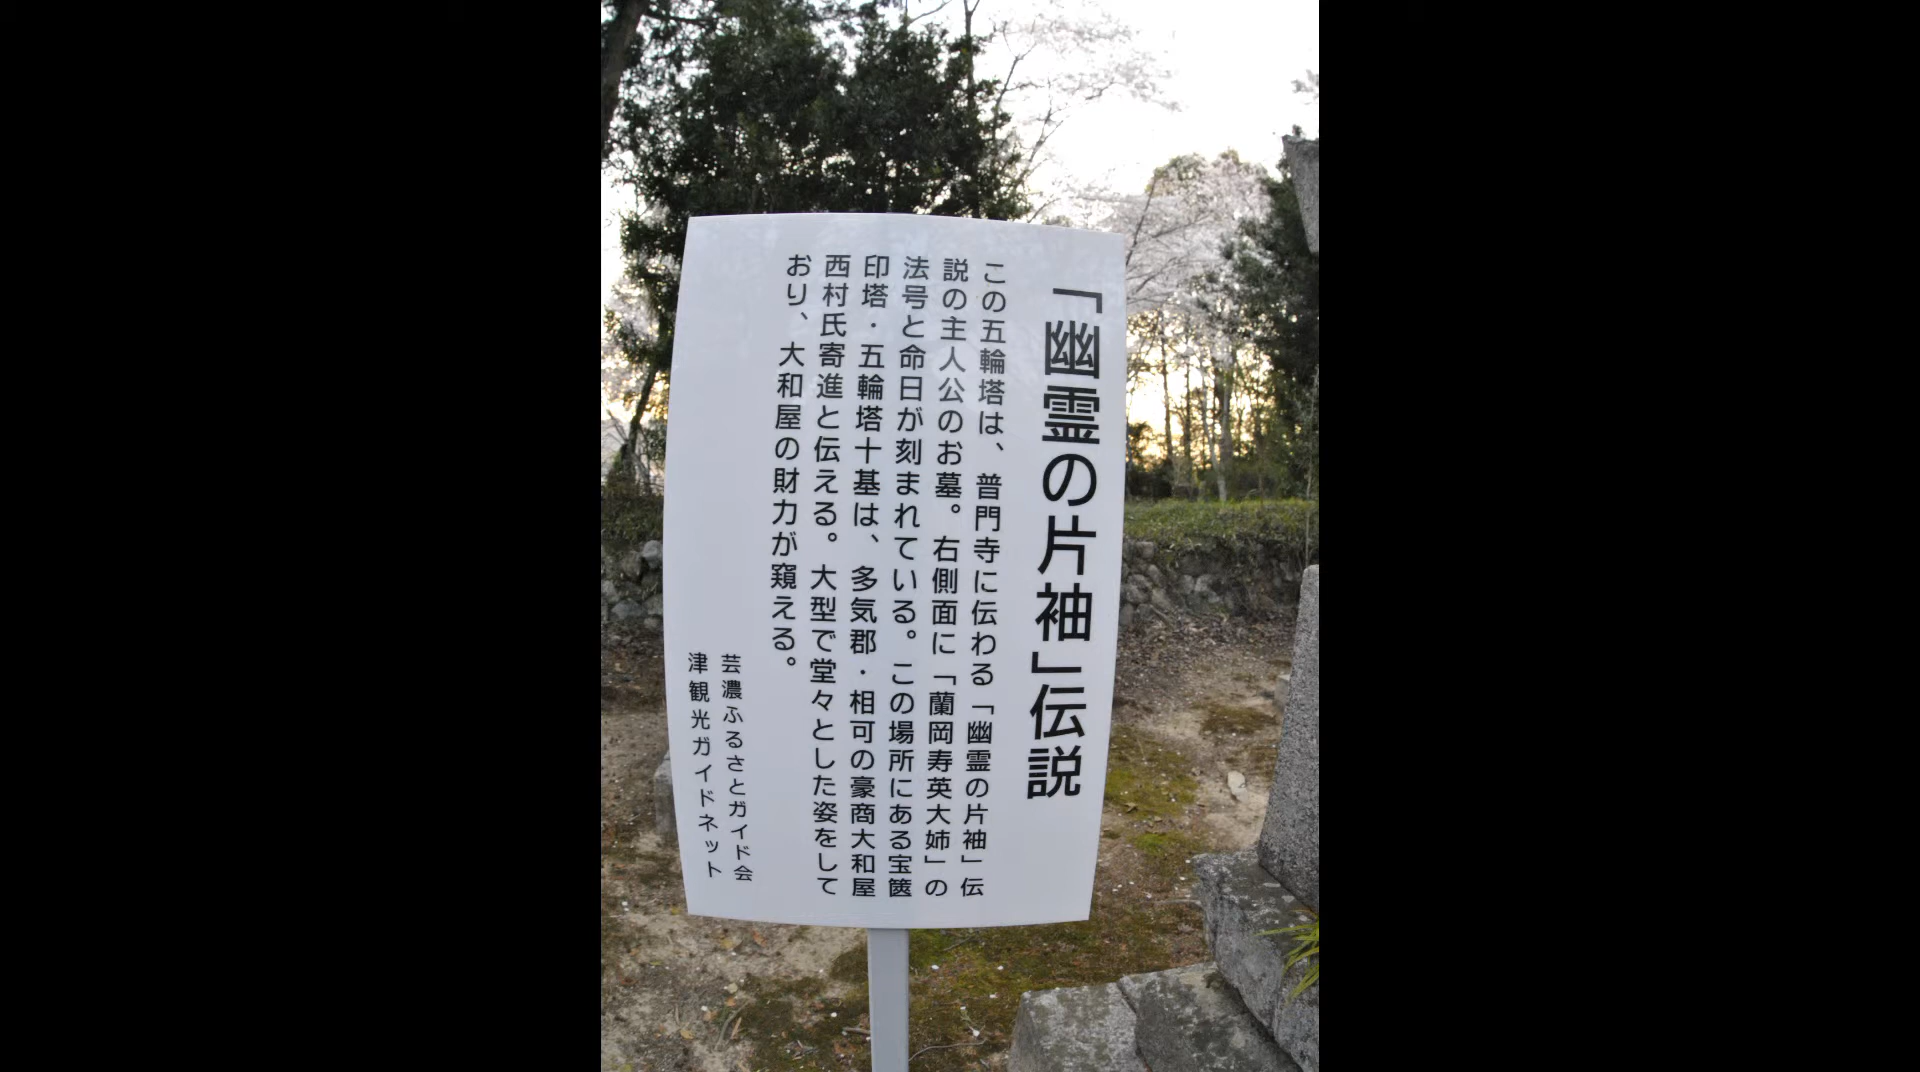 「幽霊の片袖」伝説
この五輪塔は、普門寺に伝わる「幽霊の片袖」伝
説の主人公のお墓。右側面に「蘭岡寿英大姉」の
法号と命日が刻まれている。この場所にある宝篋
印塔・五輪塔十基は、多気郡・相可の豪商大和屋
西村氏寄進と伝える。大型で堂々とした姿をして
おり、大和屋の財力が窺える。
芸濃ふるさとガイド会
津観光ガイドネット